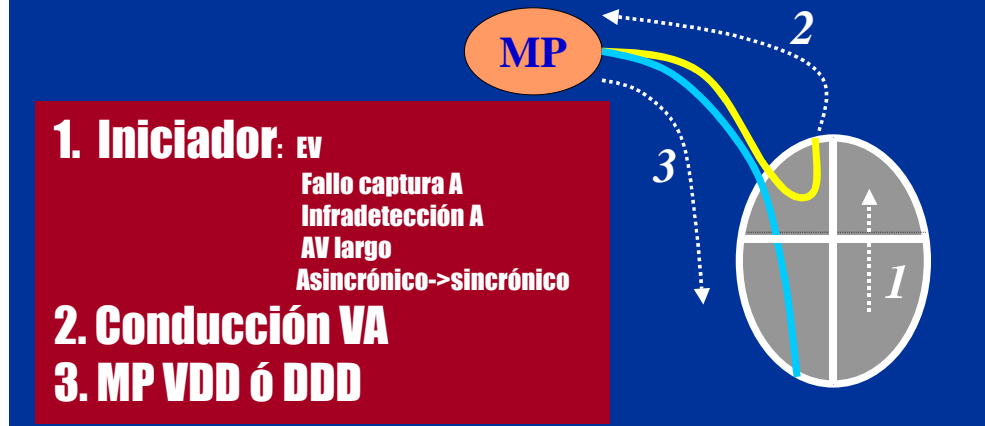 MP
2
3
1
1. Iniciador: EV
Fallo captura A
Infradetección A
AV largo
Asincrónico->sincrónico
2. Conducción VA
3. MP VDD ó DDD